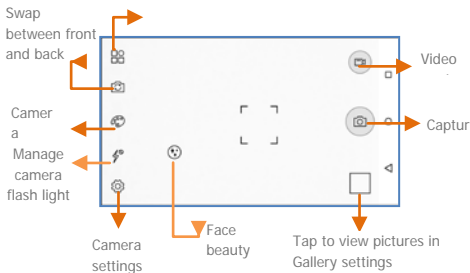 Swap
between front
and back
Camer
a
Manage
camera
flash light
Camera
settings
Face
beauty
Video
Captur
Tap to view pictures in
Gallery settings